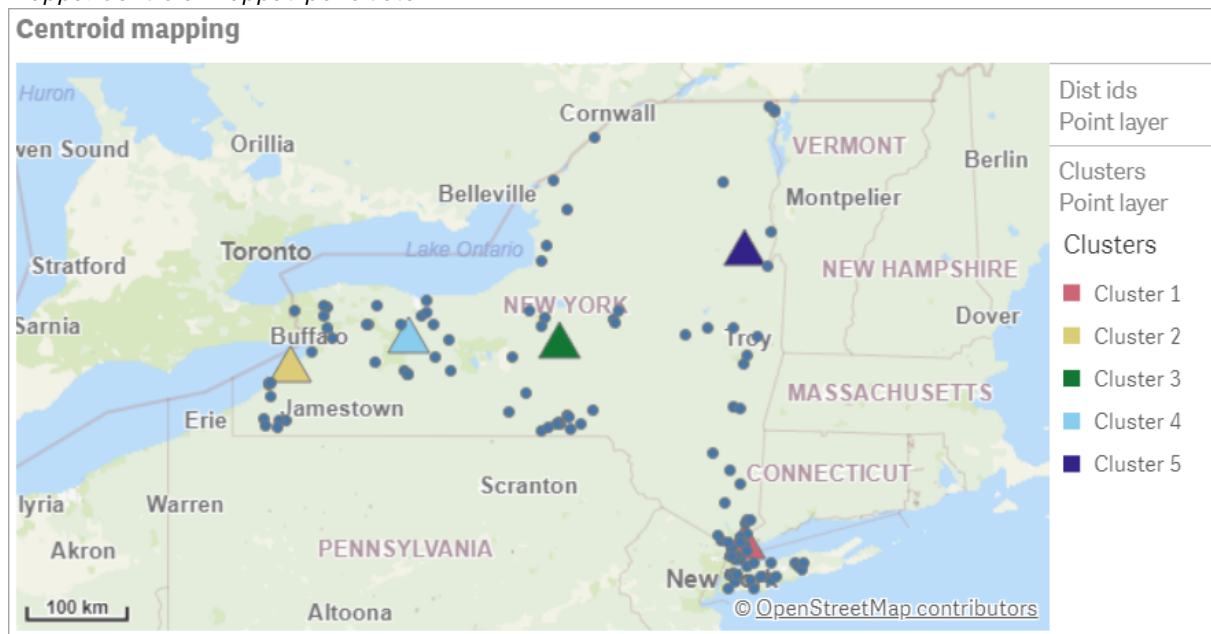 Centroid mapping
Huron
Cornwall
Dist ids
Point layer
wen Sound
Orillia
VERMONT
Berlin
Clusters
Point layer
Belleville
Montpelier
Toronto
Lake Ontario
Clusters
Stratford
NEW HAMPSHIRE
Cluster 1
NEW YORK
Sarnia
Buffalo
Troy
Dover
Cluster 2
Cluster 3
Erie
Jamestown
MASSACHUSETTS
Cluster 4
Cluster 5
CONNECTICUT
Scranton
lyria
Warren
Akron
PENNSYLVANIA
New York
100 km
Altoona
© OpenStreetMap contributors